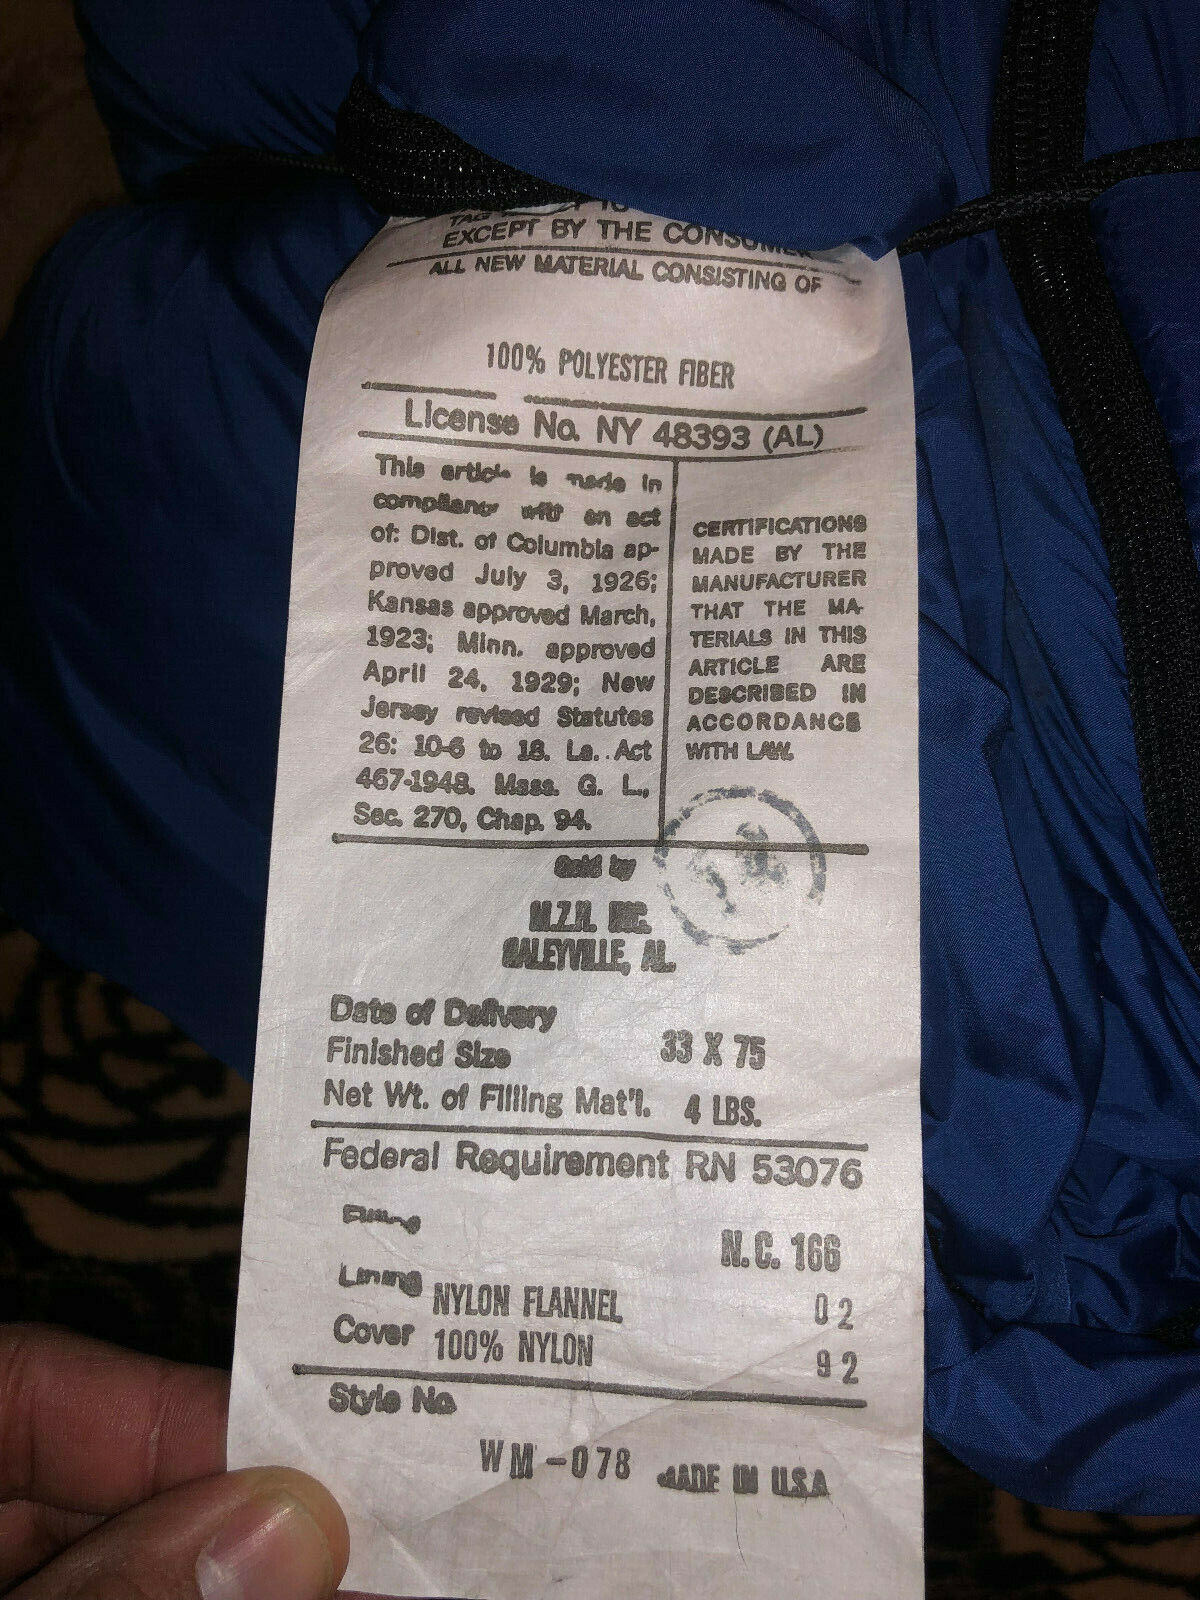 TAG
EXCEPT BY THE CONSUMER
ALL NEW MATERIAL CONSISTING OF
100% POLYESTER FIBER
License No. NY 48393 (AL)
This article is made in
compliance with an act
of: Dist. of Columbia ap-
proved July 3, 1926;
Kansas approved March,
1923; Minn. approved
April 24, 1929; New
Jersey revised Statutes
26: 10-6 to 18. La. Act
467-1948. Mass. G. L.,
Sec. 270, Chap. 94.
CERTIFICATIONS
MADE BY THE
MANUFACTURER
THAT THE MA-
TERIALS IN THIS
ARTICLE ARE
DESCRIBED IN
ACCORDANCE
WITH LAW.
Sold by
INC.
HALEYVILLE, AL.
Date of Delivery
Finished Size 33 X 75
Net Wt. of Filling Mat'l. 4 LBS.
Federal Requirement RN 53076
Filling
N.C. 166
Lining NYLON FLANNEL 02
Cover 100% NYLON 92
Style No.
WM-078 MADE IN U.S.A